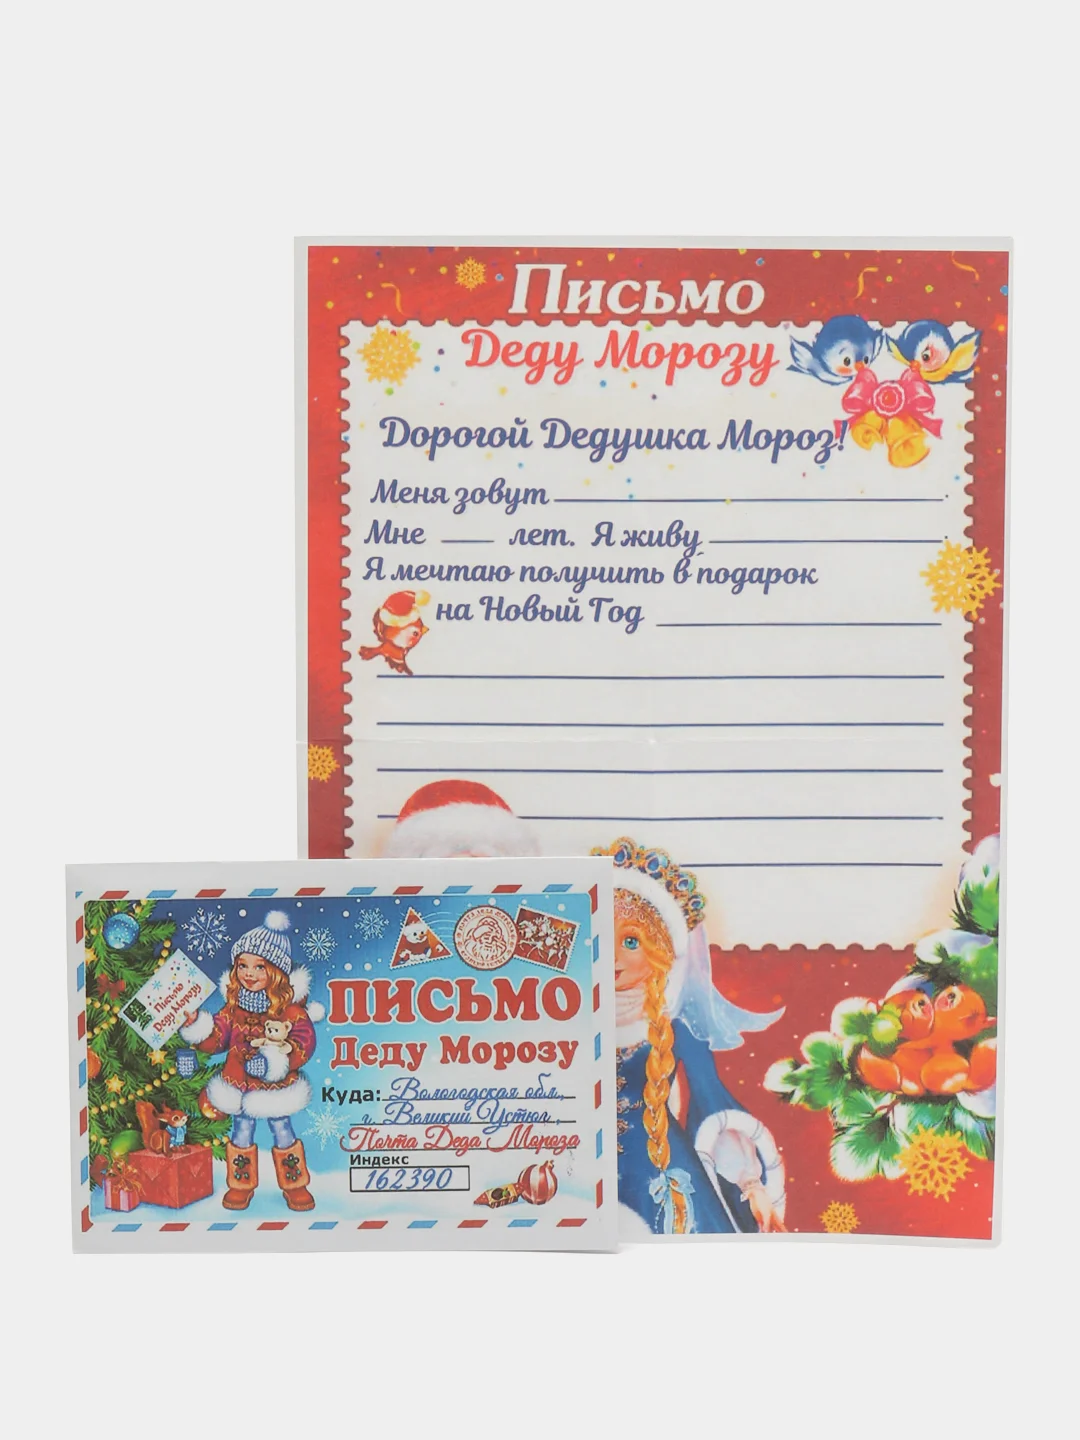 Письмо
Деду Морозу
Дорогой Дедушка Мороз!
Меня зовут
Мне лет. Я живу
Я мечтаю получить в подарок
на Новый Год
Письмо
Деду Морозу
ПИСЬМО
Деду Морозу
Куда: Вологодская обл.,
г. Великий Устюг,
Почта Деда Мороза
Индекс
162390